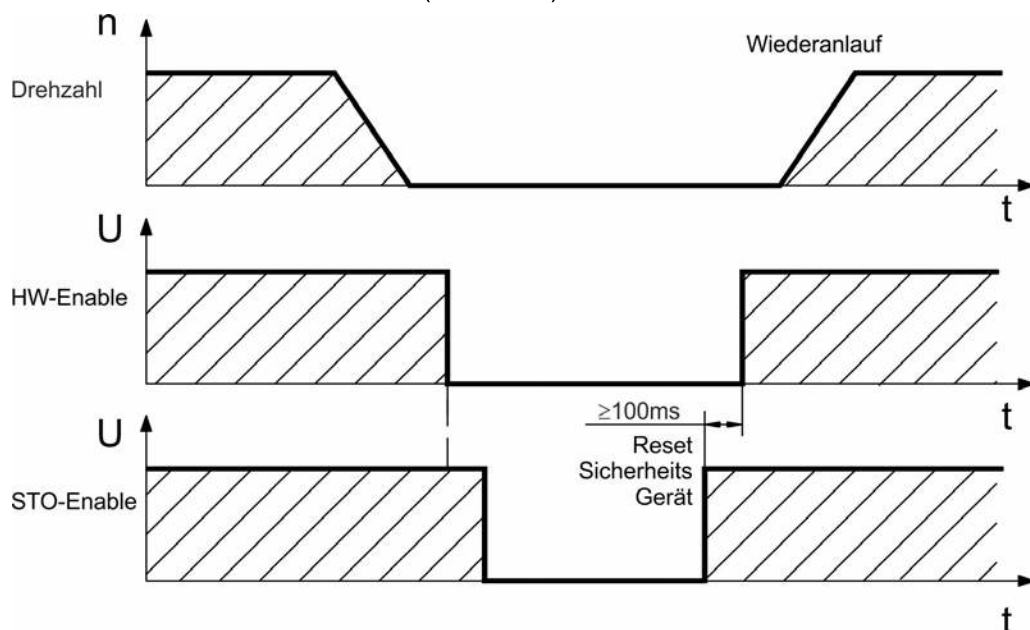 n
Wiederanlauf
Drehzahl
t
U
HW-Enable
t
≥100ms
U
Reset
Sicherheits
Gerät
STO-Enable
t